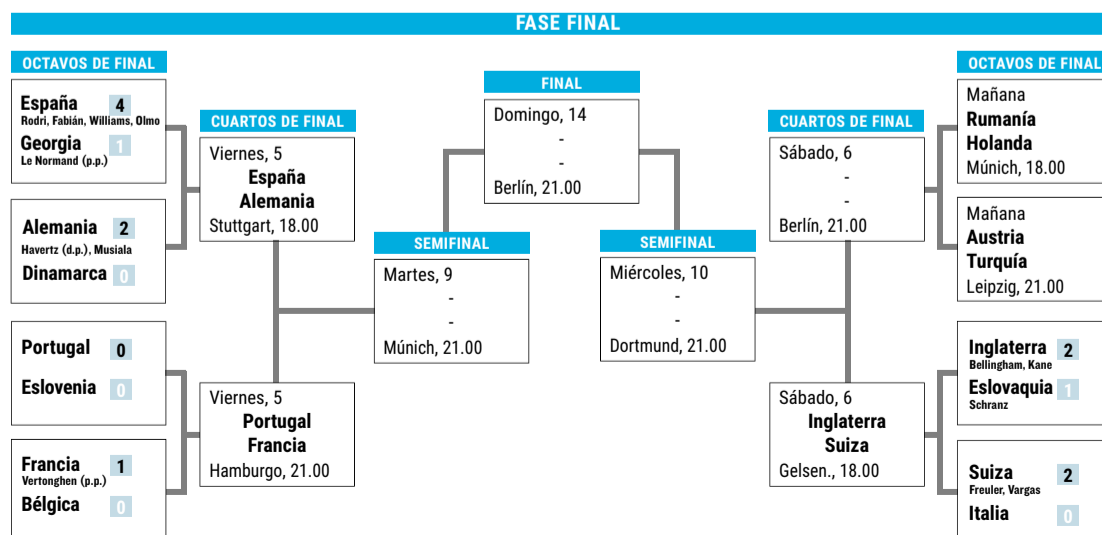 FASE FINAL
OCTAVOS DE FINAL
España 4
Rodri, Fabián, Williams, Olmo
Georgia 1
Le Normand (p.p.)
Alemania 2
Havertz (d.p.), Musiala
Dinamarca 0
Portugal 0
Eslovenia 0
Francia 1
Vertonghen (p.p.)
Bélgica 0
CUARTOS DE FINAL
Viernes, 5
España
Alemania
Stuttgart, 18.00
Viernes, 5
Portugal
Francia
Hamburgo, 21.00
SEMIFINAL
Martes, 9
-
-
Múnich, 21.00
FINAL
Domingo, 14
-
-
Berlín, 21.00
SEMIFINAL
Miércoles, 10
-
-
Dortmund, 21.00
CUARTOS DE FINAL
Sábado, 6
-
-
Berlín, 21.00
Sábado, 6
Inglaterra
Suiza
Gelsen., 18.00
OCTAVOS DE FINAL
Mañana
Rumanía
Holanda
Múnich, 18.00
Mañana
Austria
Turquía
Leipzig, 21.00
Inglaterra 2
Bellingham, Kane
Eslovaquia 1
Schranz
Suiza 2
Freuler, Vargas
Italia 0